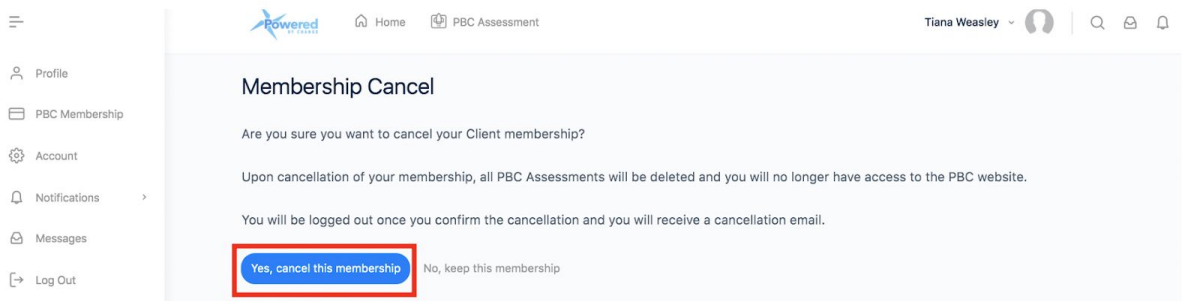 Powered
OF CHANGE
Home
PBC Assessment
Tiana Weasley
Profile
PBC Membership
Account
Notifications
Messages
Log Out
Membership Cancel
Are you sure you want to cancel your Client membership?
Upon cancellation of your membership, all PBC Assessments will be deleted and you will no longer have access to the PBC website.
You will be logged out once you confirm the cancellation and you will receive a cancellation email.
Yes, cancel this membership
No, keep this membership